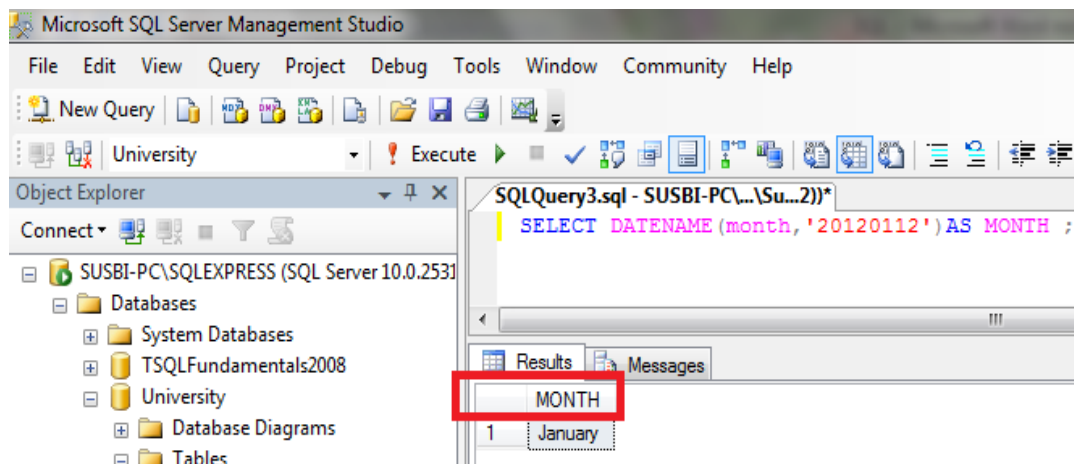 Microsoft SQL Server Management Studio
File Edit View Query Project Debug Tools Window Community Help
New Query
University Execute
Object Explorer
Connect
SUSBI-PC\SQLEXPRESS (SQL Server 10.0.2531
Databases
System Databases
TSQLFundamentals2008
University
Database Diagrams
Tables
SQLQuery3.sql - SUSBI-PC\...\Su...2))*
SELECT DATENAME(month,'20120112')AS MONTH ;
Results Messages
MONTH
1 January